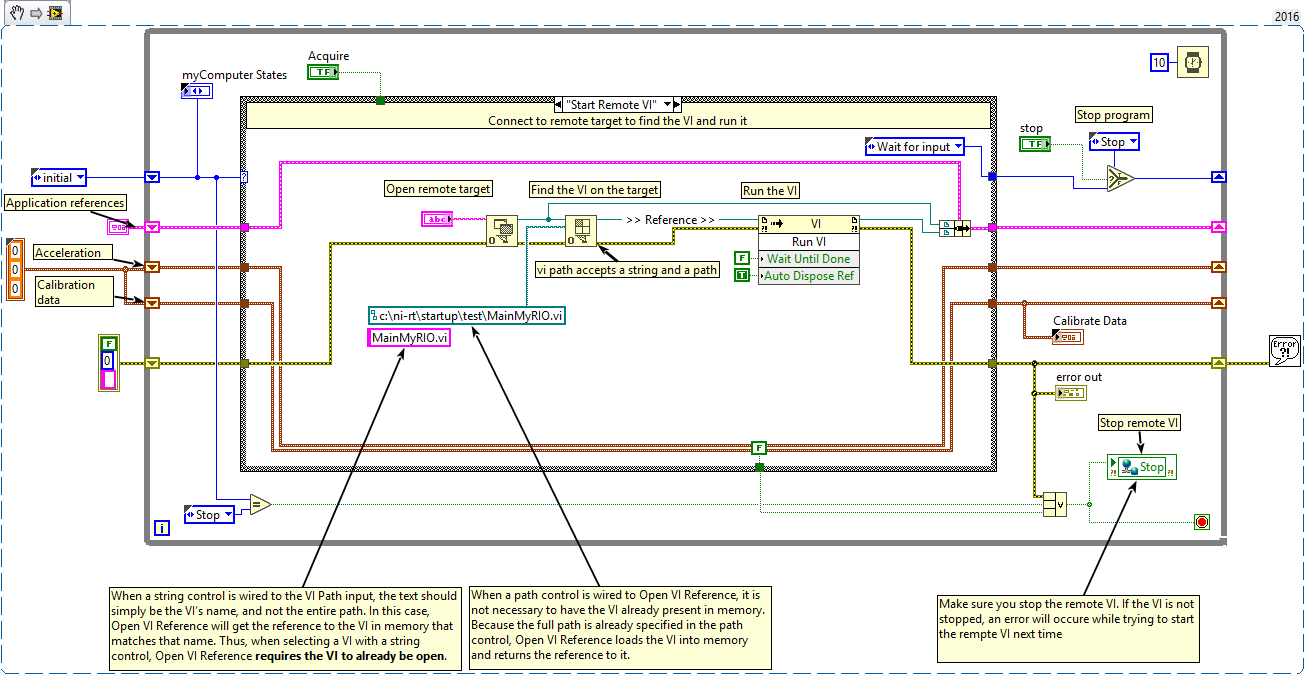 2016
Acquire
TF
myComputer States
10
"Start Remote VI"
Connect to remote target to find the VI and run it
Stop program
stop
TF
Stop
Wait for input
initial
Open remote target
Find the VI on the target
Run the VI
Application references
abc
>> Reference >>
VI
Run VI
Wait Until Done
Auto Dispose Ref
F
T
Acceleration
0
0
0
Calibration
data
vi path accepts a string and a path
c:\ni-rt\startup\test\MainMyRIO.vi
MainMyRIO.vi
Calibrate Data
F
0
Error
?!
error out
Stop remote VI
F
Stop
Stop
=
V
i
When a string control is wired to the VI Path input, the text should
simply be the VI's name, and not the entire path. In this case,
Open VI Reference will get the reference to the VI in memory that
matches that name. Thus, when selecting a VI with a string
control, Open VI Reference requires the VI to already be open.
When a path control is wired to Open VI Reference, it is
not necessary to have the VI already present in memory.
Because the full path is already specified in the path
control, Open VI Reference loads the VI into memory
and returns the reference to it.
Make sure you stop the remote VI. If the VI is not
stopped, an error will occure while trying to start
the rempte VI next time